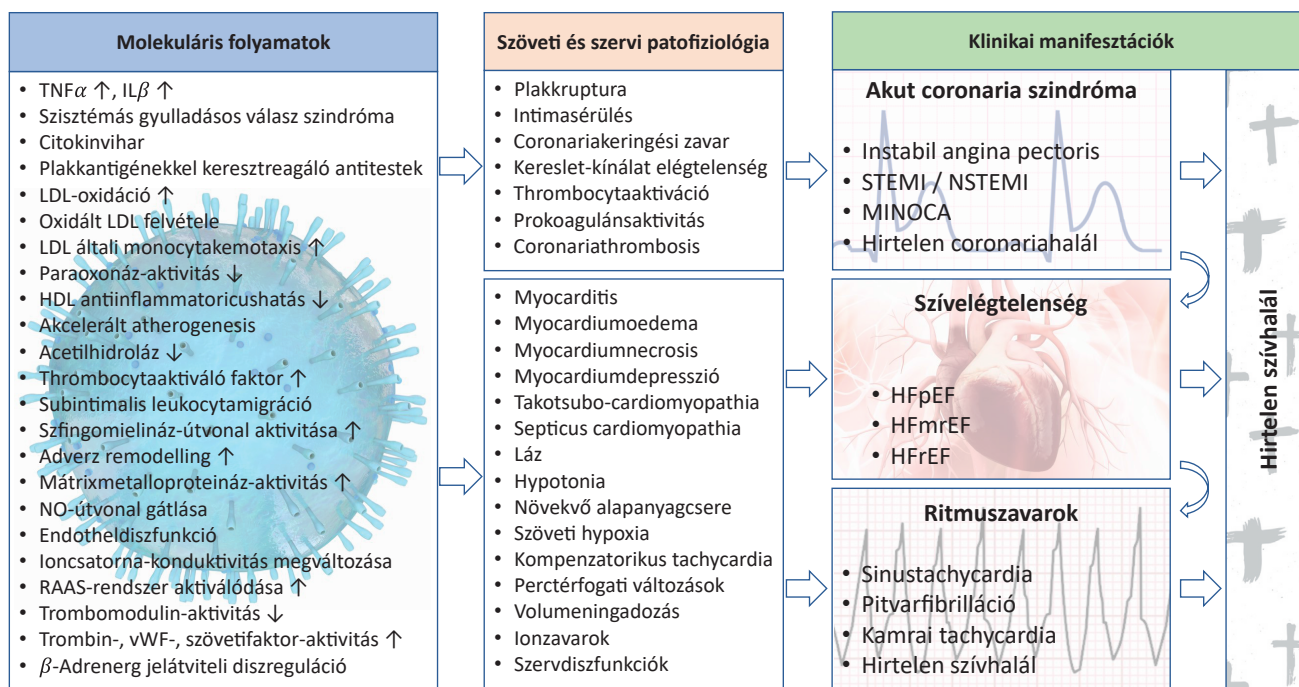 Molekuláris folyamatok
TNFα ↑, ILβ ↑
Szisztémás gyulladásos válasz szindróma
Citokinvihar
Plakkantigénekkel keresztreagáló antitestek
LDL-oxidáció ↑
Oxidált LDL felvétele
LDL általi monocytakemotaxis ↑
Paraoxonáz-aktivitás ↓
HDL antiinflammatoricushatás ↓
Akcelerált atherogenesis
Acetilhidroláz ↓
Thrombocytaaktiváló faktor ↑
Subintimalis leukocytamigráció
Szfingomielináz-útvonal aktivitása ↑
Adverz remodelling ↑
Mátrixmetalloproteináz-aktivitás ↑
NO-útvonal gátlása
Endotheldiszfunkció
Ioncsatorna-konduktivitás megváltozása
RAAS-rendszer aktiválódása ↑
Trombomodulin-aktivitás ↓
Trombin-, vWF-, szövetifaktor-aktivitás ↑
β-Adrenerg jelátviteli diszreguláció
Szöveti és szervi patofiziológia
Plakkruptura
Intimasérülés
Coronariakeringési zavar
Kereslet-kínálat elégtelenség
Thrombocytaaktiváció
Prokoagulánsaktivitás
Coronariathrombosis
Myocarditis
Myocardiumoedema
Myocardiumnecrosis
Myocardiumdepresszió
Takotsubo-cardiomyopathia
Septicus cardiomyopathia
Láz
Hypotonia
Növekvő alapanyagcsere
Szöveti hypoxia
Kompenzatorikus tachycardia
Perctérfogati változások
Volumeningadozás
Ionzavarok
Szervdiszfunkciók
Klinikai manifesztációk
Akut coronaria szindróma
Instabil angina pectoris
STEMI / NSTEMI
MINOCA
Hirtelen coronariahalál
Szívelégtelenség
HFpEF
HFmrEF
HFrEF
Ritmuszavarok
Sinustachycardia
Pitvarfibrilláció
Kamrai tachycardia
Hirtelen szívhalál
Hirtelen szívhalál